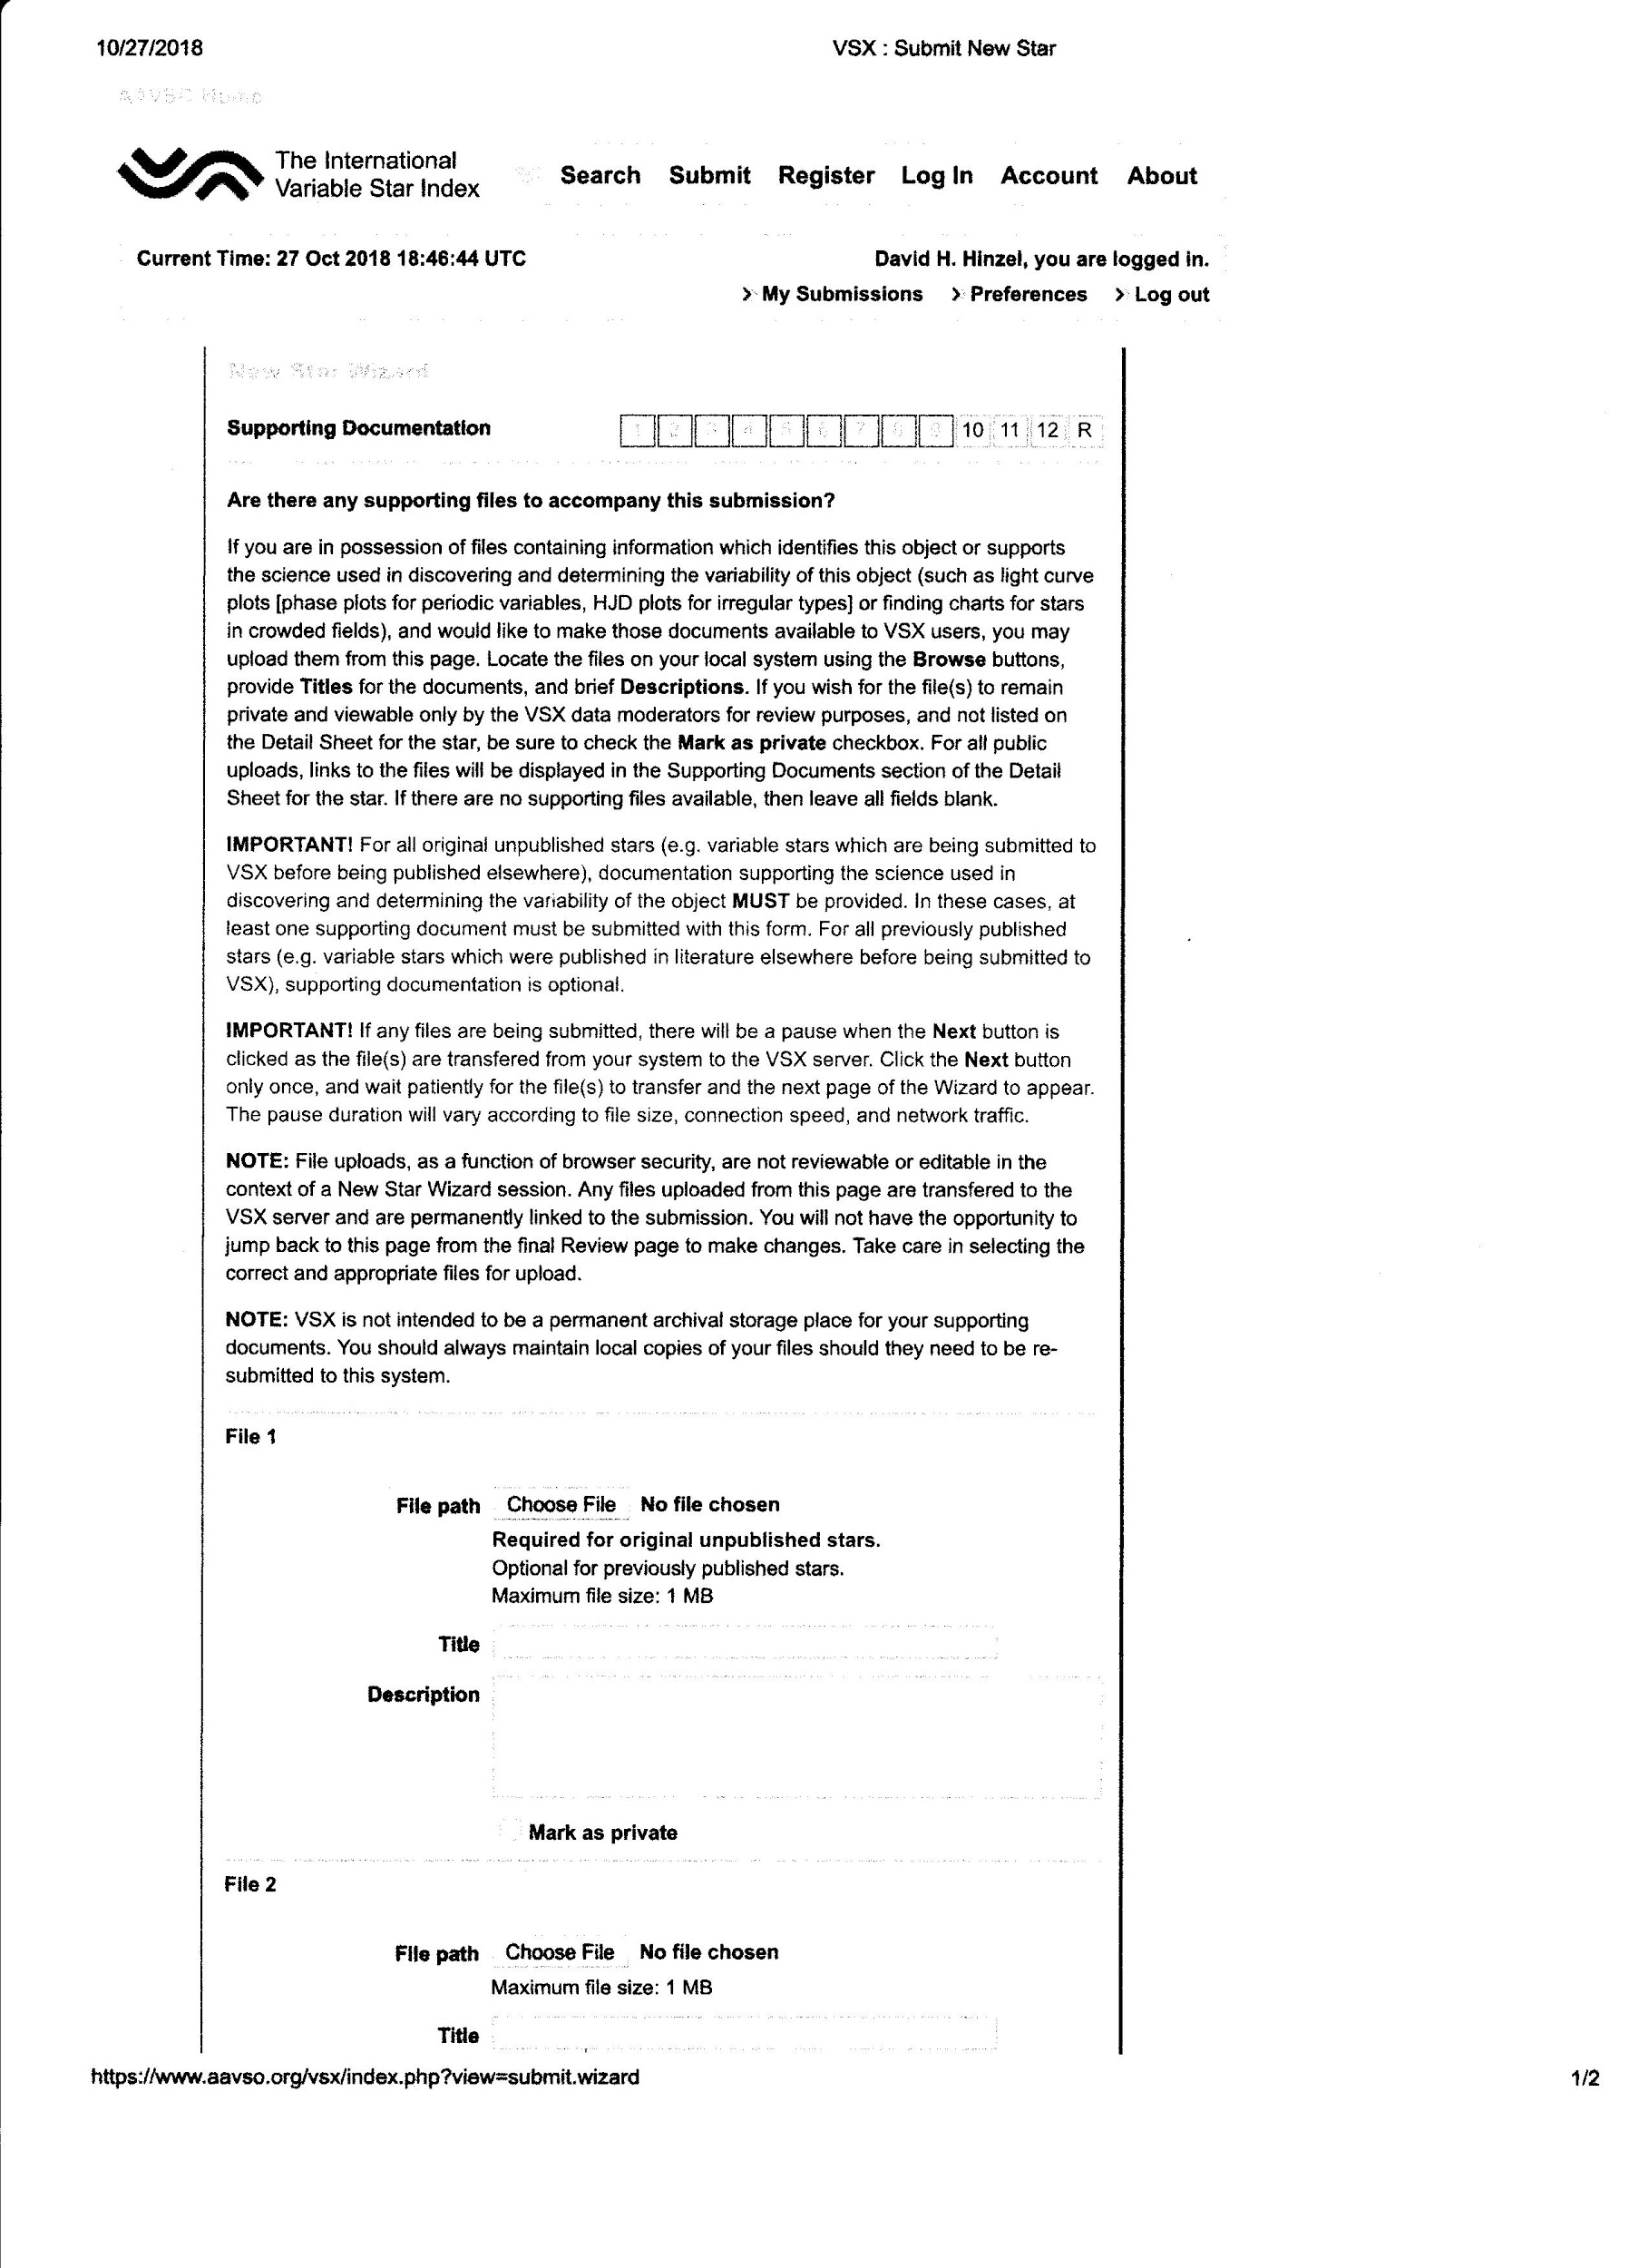 10/27/2018 VSX : Submit New Star
AAVSO Home
The International
Variable Star Index
Search Submit Register Log In Account About
Current Time: 27 Oct 2018 18:46:44 UTC David H. Hinzel, you are logged in.
> My Submissions > Preferences > Log out
New Star Wizard
Supporting Documentation 1 2 3 4 5 6 7 8 9 10 11 12 R
Are there any supporting files to accompany this submission?
If you are in possession of files containing information which identifies this object or supports
the science used in discovering and determining the variability of this object (such as light curve
plots [phase plots for periodic variables, HJD plots for irregular types] or finding charts for stars
in crowded fields), and would like to make those documents available to VSX users, you may
upload them from this page. Locate the files on your local system using the Browse buttons,
provide Titles for the documents, and brief Descriptions. If you wish for the file(s) to remain
private and viewable only by the VSX data moderators for review purposes, and not listed on
the Detail Sheet for the star, be sure to check the Mark as private checkbox. For all public
uploads, links to the files will be displayed in the Supporting Documents section of the Detail
Sheet for the star. If there are no supporting files available, then leave all fields blank.
IMPORTANT! For all original unpublished stars (e.g. variable stars which are being submitted to
VSX before being published elsewhere), documentation supporting the science used in
discovering and determining the variability of the object MUST be provided. In these cases, at
least one supporting document must be submitted with this form. For all previously published
stars (e.g. variable stars which were published in literature elsewhere before being submitted to
VSX), supporting documentation is optional.
IMPORTANT! If any files are being submitted, there will be a pause when the Next button is
clicked as the file(s) are transfered from your system to the VSX server. Click the Next button
only once, and wait patiently for the file(s) to transfer and the next page of the Wizard to appear.
The pause duration will vary according to file size, connection speed, and network traffic.
NOTE: File uploads, as a function of browser security, are not reviewable or editable in the
context of a New Star Wizard session. Any files uploaded from this page are transfered to the
VSX server and are permanently linked to the submission. You will not have the opportunity to
jump back to this page from the final Review page to make changes. Take care in selecting the
correct and appropriate files for upload.
NOTE: VSX is not intended to be a permanent archival storage place for your supporting
documents. You should always maintain local copies of your files should they need to be re-
submitted to this system.
File 1
File path Choose File No file chosen
Required for original unpublished stars.
Optional for previously published stars.
Maximum file size: 1 MB
Title
Description
Mark as private
File 2
File path Choose File No file chosen
Maximum file size: 1 MB
Title
https://www.aavso.org/vsx/index.php?view=submit.wizard 1/2